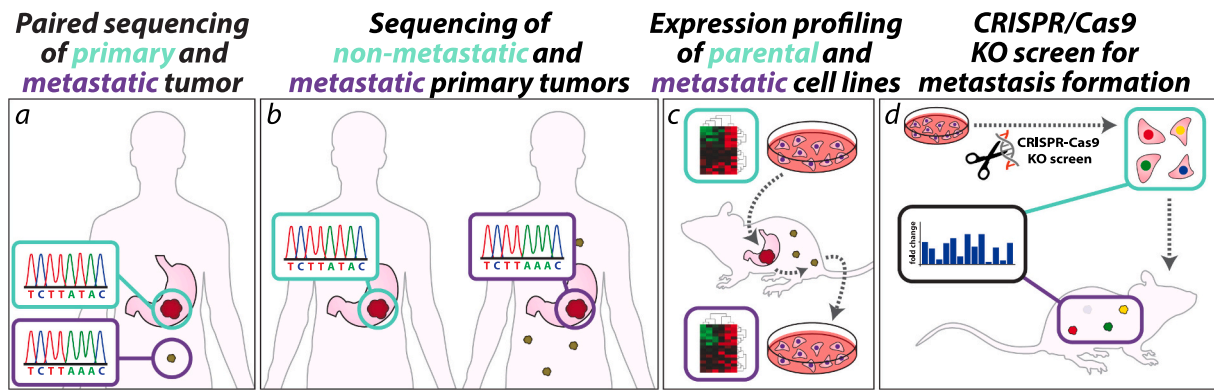 Paired sequencing
of primary and
metastatic tumor
Sequencing of
non-metastatic and
metastatic primary tumors
Expression profiling
of parental and
metastatic cell lines
CRISPR/Cas9
KO screen for
metastasis formation
a
TCTTATAC
TCTTAAAC
b
TCTTATAC
TCTTAAAC
c
d
CRISPR-Cas9
KO screen
fold change